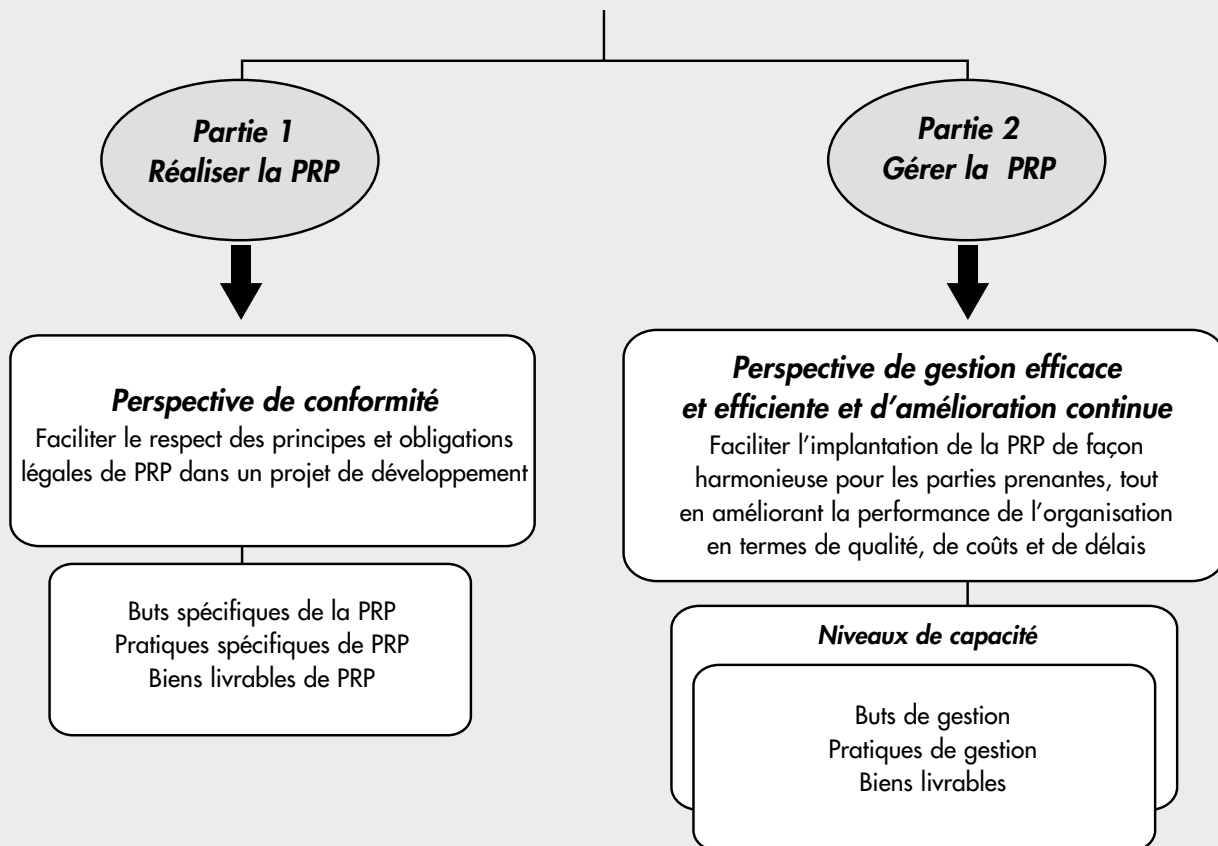 Partie 1
Réaliser la PRP
Partie 2
Gérer la PRP
Perspective de conformité
Faciliter le respect des principes et obligations
légales de PRP dans un projet de développement
Buts spécifiques de la PRP
Pratiques spécifiques de PRP
Biens livrables de PRP
Perspective de gestion efficace
et efficiente et d'amélioration continue
Faciliter l'implantation de la PRP de façon
harmonieuse pour les parties prenantes, tout
en améliorant la performance de l'organisation
en termes de qualité, de coûts et de délais
Niveaux de capacité
Buts de gestion
Pratiques de gestion
Biens livrables